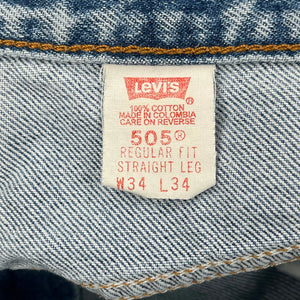 Levi's ®
100% COTTON
MADE IN COLOMBIA
CARE ON REVERSE
505®
REGULAR FIT
STRAIGHT LEG
W34 L34